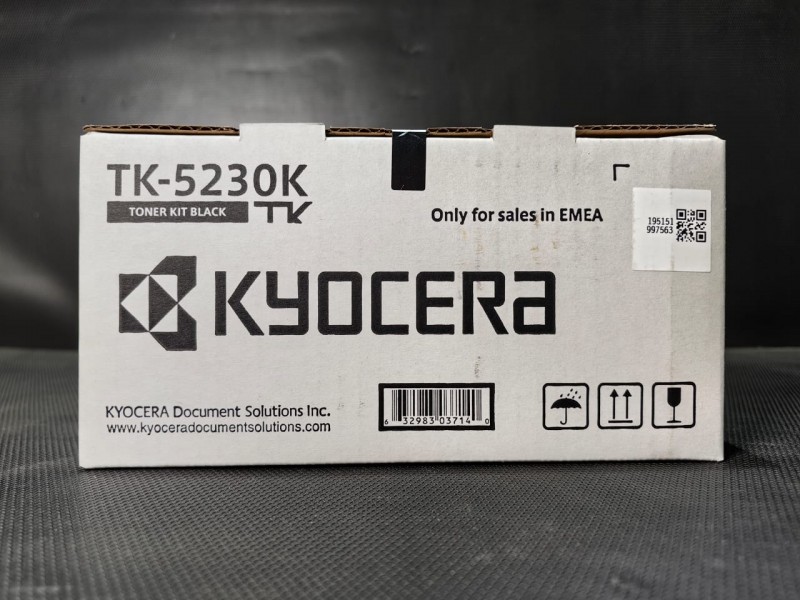 TK-5230K
TONER KIT BLACK TK
Only for sales in EMEA
195151
997563
KYOCERA
KYOCERA Document Solutions Inc.
www.kyoceradocumentsolutions.com
6 32983 03714 0